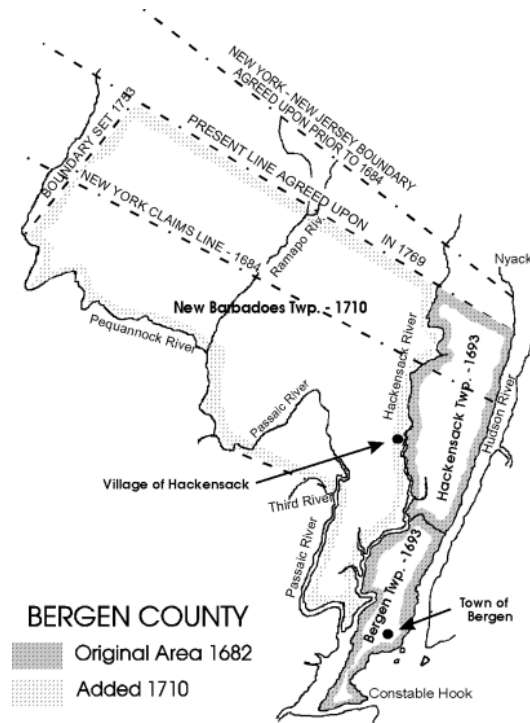 NEW YORK - NEW JERSEY BOUNDARY
AGREED UPON PRIOR TO 1684
BOUNDARY SET 1753
PRESENT LINE AGREED UPON IN 1769
NEW YORK CLAIMS LINE - 1684
Ramapo Riv.
Nyack
New Barbadoes Twp. - 1710
Pequannock River
Hackensack River
Hackensack Twp. -1693
Hudson River
Passaic River
Village of Hackensack
Third River
Passaic River
Bergen Twp. -1693
Town of
Bergen
BERGEN COUNTY
Original Area 1682
Added 1710
Constable Hook